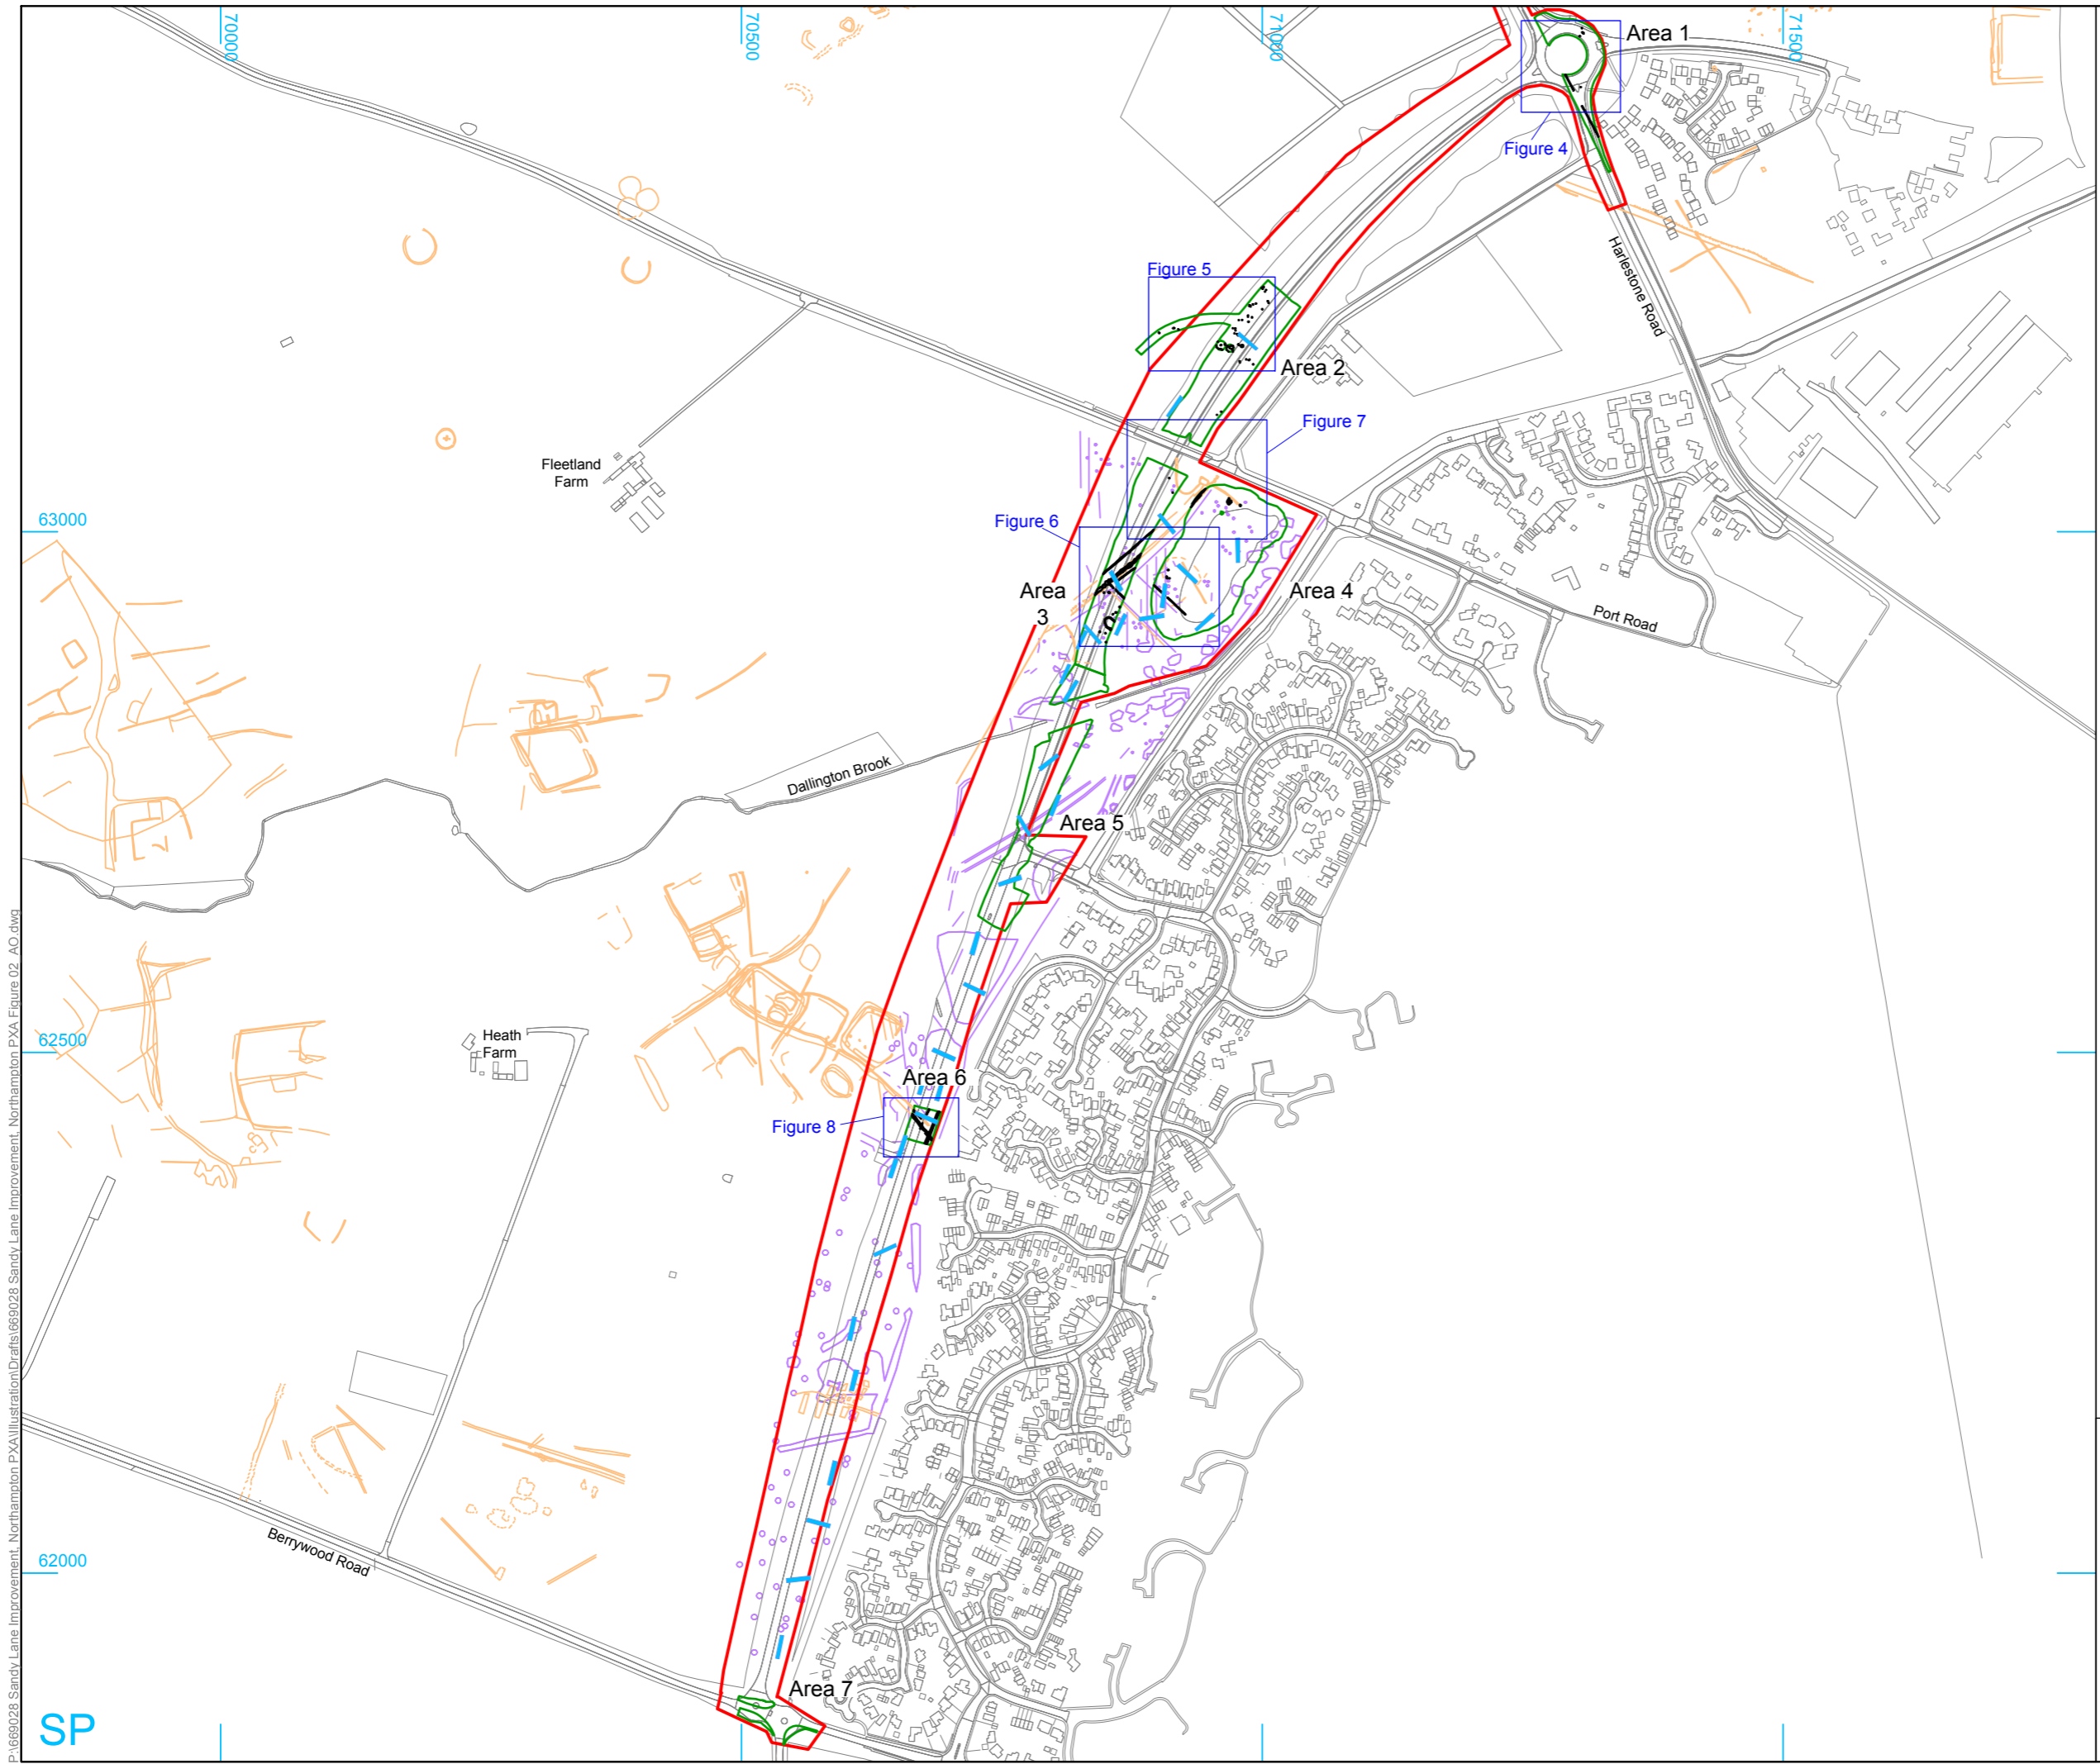 70000
70500
71000
71500
Area 1
Figure 4
Harlestone Road
Figure 5
Area 2
Figure 7
Fleetland
Farm
63000
Figure 6
Area
3
Area 4
Port Road
Dallington Brook
Area 5
Heath
Farm
62500
Area 6
Figure 8
62000
Berrywood Road
Area 7
SP
P:\669028 Sandy Lane Improvement, Northampton PXA\Illustration\Drafts\669028 Sandy Lane Improvement, Northampton PXA Figure 02_AO.dwg